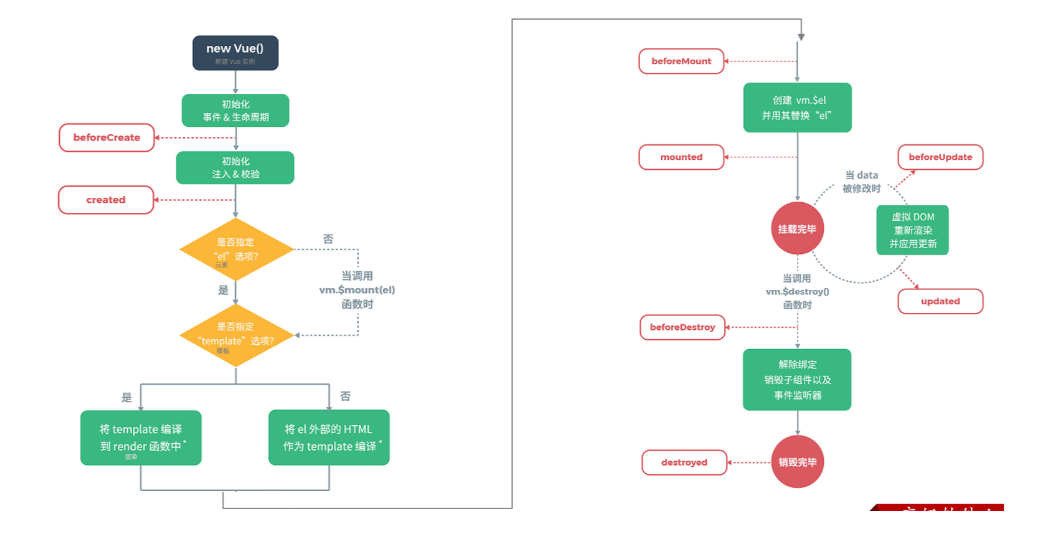 new Vue()
新建 Vue 实例
初始化
事件 & 生命周期
beforeCreate
初始化
注入 & 校验
created
是否指定
“el” 选项?
元素
否
是
当调用
vm.$mount(el)
函数时
是否指定
“template” 选项?
模板
是
否
将 template 编译
到 render 函数中*
渲染
将 el 外部的 HTML
作为 template 编译*
beforeMount
创建 vm.$el
并用其替换 “el”
mounted
beforeUpdate
当 data
被修改时
虚拟 DOM
重新渲染
并应用更新
挂载完毕
updated
当调用
vm.$destroy()
函数时
beforeDestroy
解除绑定
销毁子组件以及
事件监听器
destroyed
销毁完毕